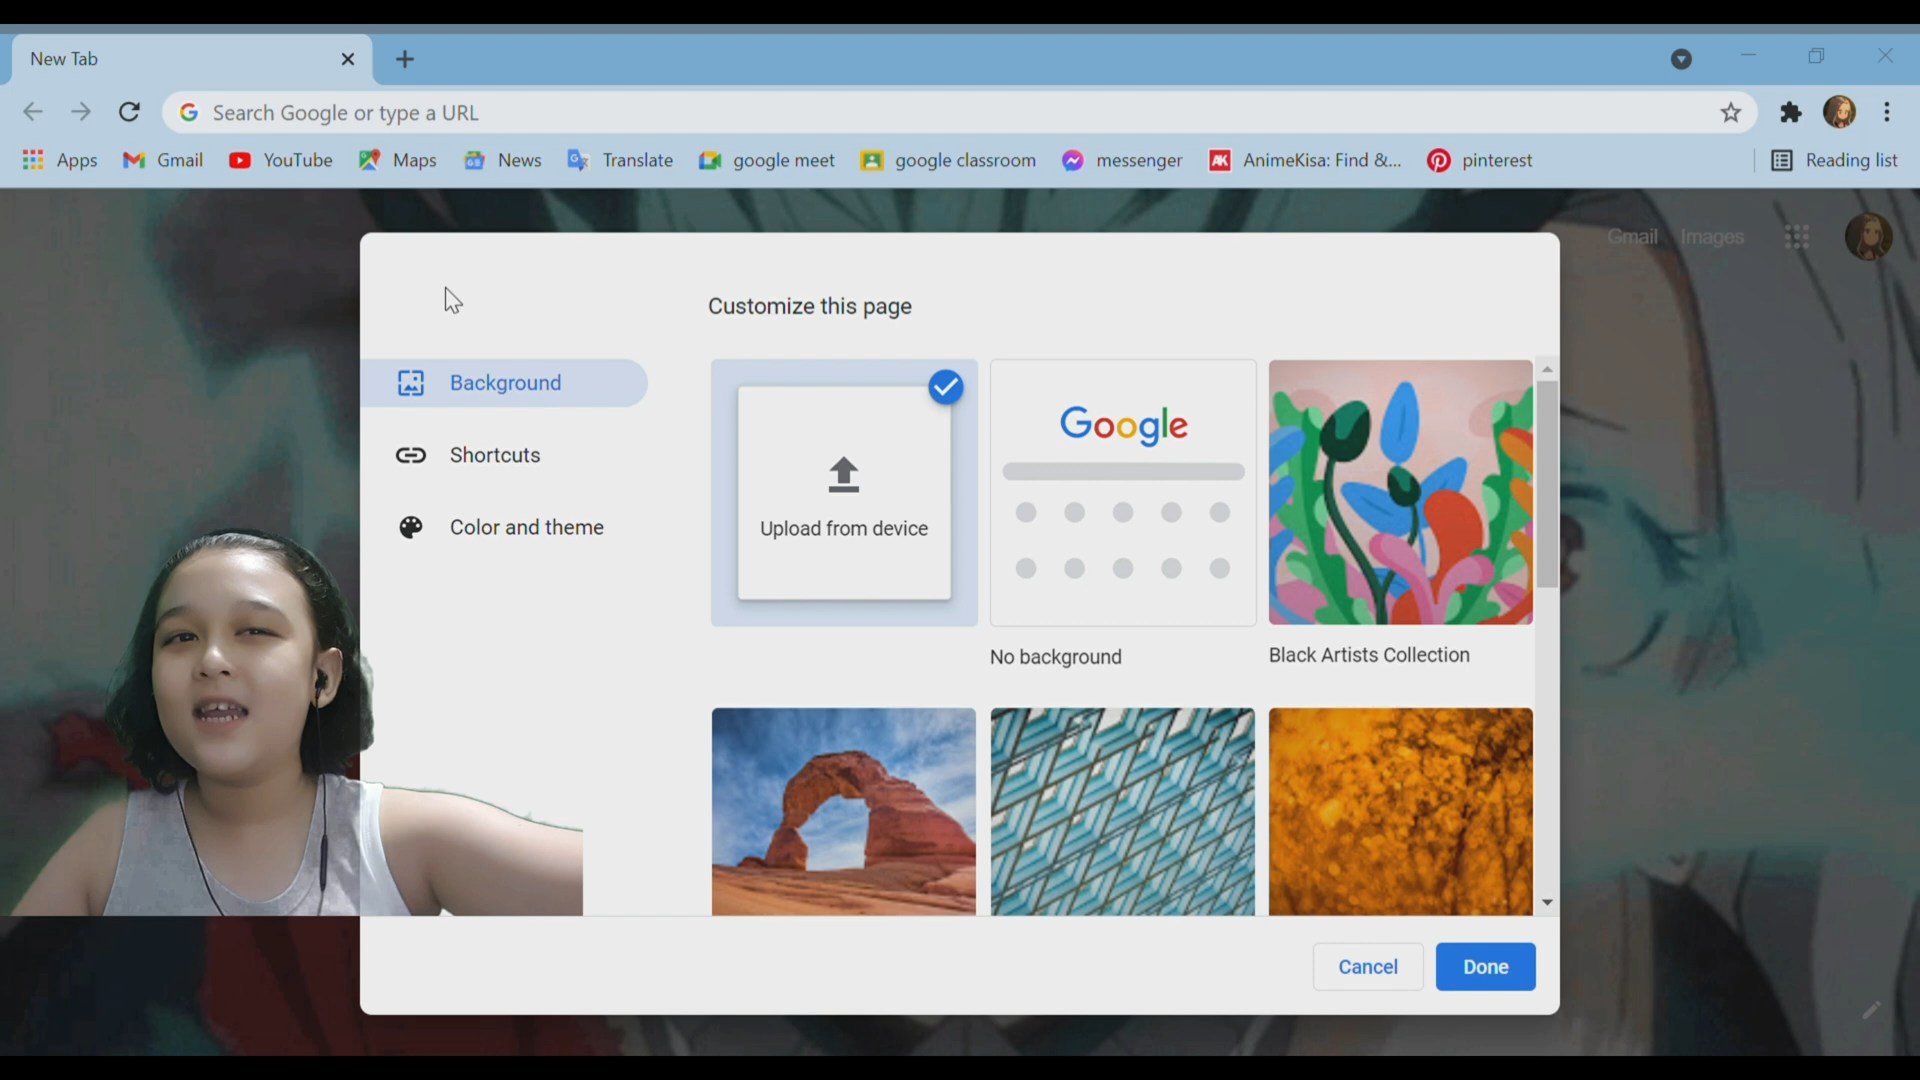 New Tab
Search Google or type a URL
Apps Gmail YouTube Maps News Translate google meet google classroom messenger AnimeKisa: Find &... pinterest Reading list
Gmail Images
Customize this page
Background
Shortcuts
Color and theme
Upload from device
Google
No background
Black Artists Collection
Cancel Done